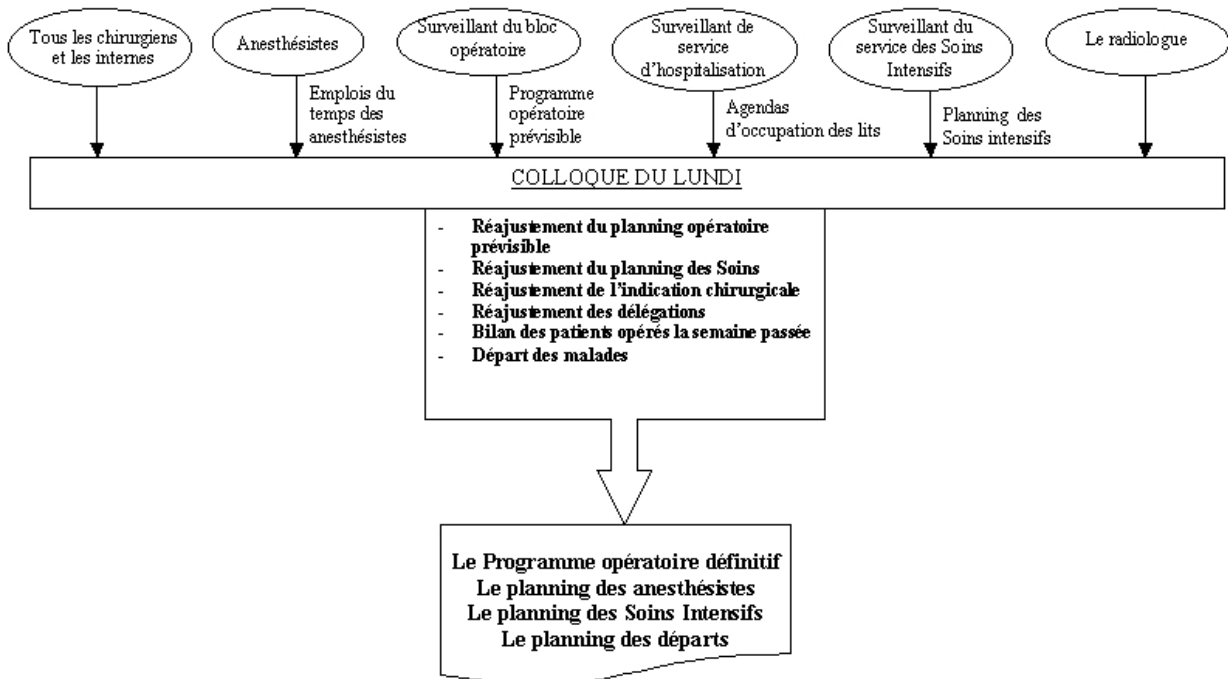 Tous les chirurgiens
et les internes
Anesthésistes
Surveillant du bloc
opératoire
Surveillant de
service
d'hospitalisation
Surveillant du
service des Soins
Intensifs
Le radiologue
Emplois du
temps des
anesthésistes
Programme
opératoire
prévisible
Agendas
d'occupation des lits
Planning des
Soins intensifs
COLLOQUE DU LUNDI
- Réajustement du planning opératoire
prévisible
- Réajustement du planning des Soins
- Réajustement de l'indication chirurgicale
- Réajustement des délégations
- Bilan des patients opérés la semaine passée
- Départ des malades
Le Programme opératoire définitif
Le planning des anesthésistes
Le planning des Soins Intensifs
Le planning des départs